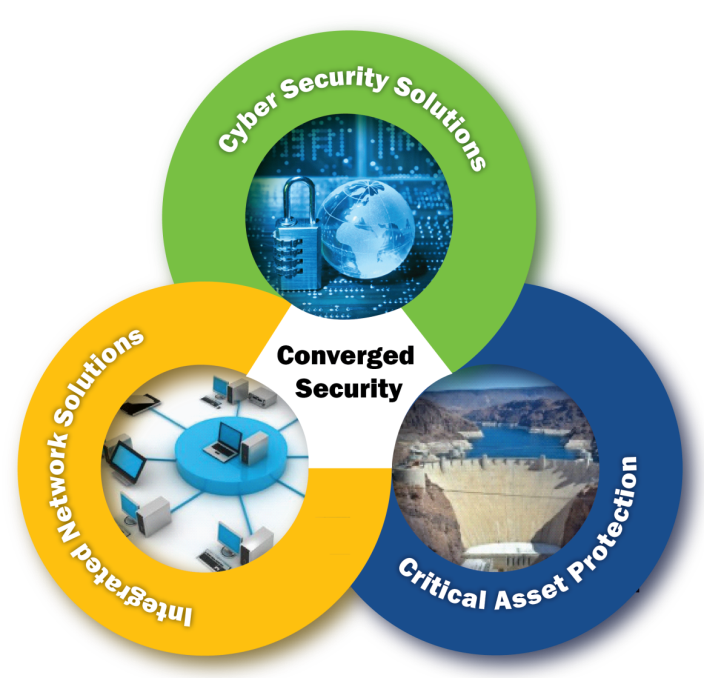 Cyber Security Solutions
Converged
Security
Integrated Network Solutions
Critical Asset Protection